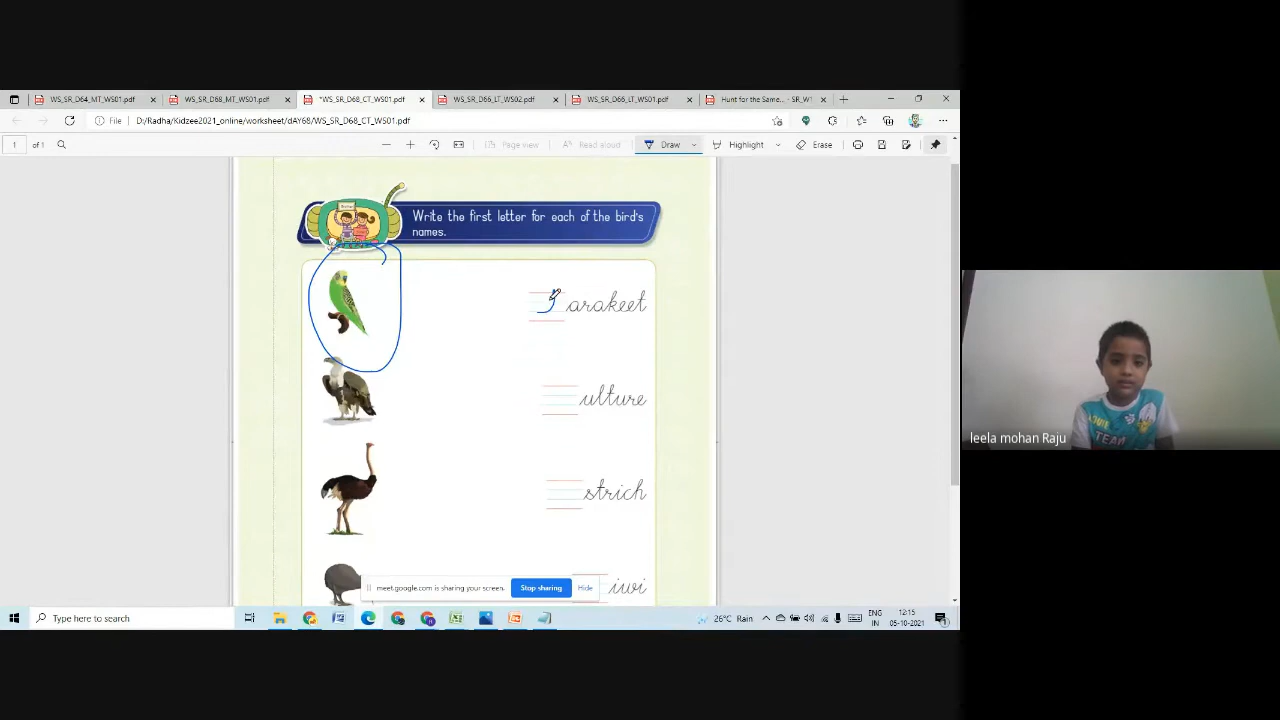 WS_SR_D64_MT_WS01.pdf
WS_SR_D68_MT_WS01.pdf
*WS_SR_D68_CT_WS01.pdf
WS_SR_D66_LT_WS02.pdf
WS_SR_D66_LT_WS01.pdf
Hunt for the Same... - SR_W1
File
D:/Radha/Kidzee2021_online/worksheet/dAY68/WS_SR_D68_CT_WS01.pdf
1 of 1
Page view
Read aloud
Draw
Highlight
Erase
Write the first letter for each of the bird's
names.
arakeet
ulture
strich
iwi
meet.google.com is sharing your screen.
Stop sharing
Hide
leela mohan Raju
Type here to search
26°C Rain
ENG
IN
12:15
05-10-2021